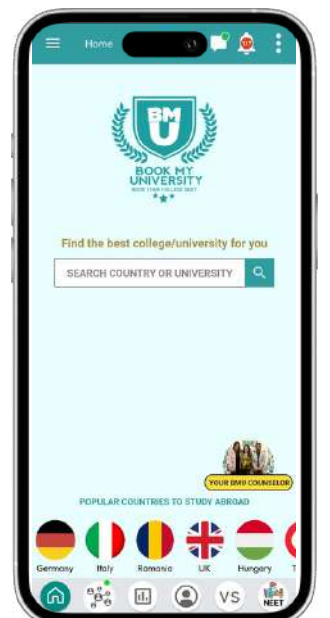 Home
BM
U
BOOK MY
UNIVERSITY
Find the best college/university for you
SEARCH COUNTRY OR UNIVERSITY
YOUR BMU COUNSELOR
POPULAR COUNTRIES TO STUDY ABROAD
Germany Italy Romania UK Hungary T
VS NEET